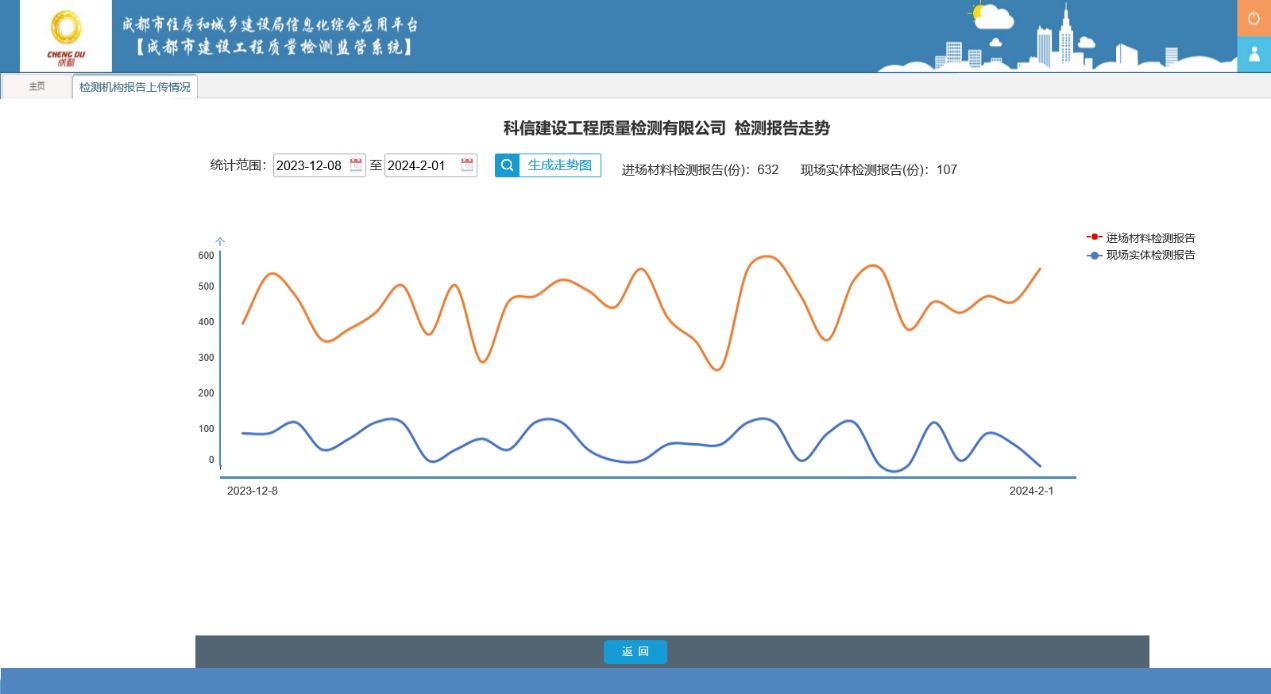 成都市住房和城乡建设局信息化综合应用平台
【成都市建设工程质量检测监管系统】
CHENG DU
成都
主页
检测机构报告上传情况
科信建设工程质量检测有限公司 检测报告走势
统计范围: 2023-12-08 至 2024-2-01 生成走势图 进场材料检测报告(份): 632 现场实体检测报告(份): 107
个
进场材料检测报告
现场实体检测报告
600
500
400
300
200
100
0
2023-12-8
2024-2-1
返 回